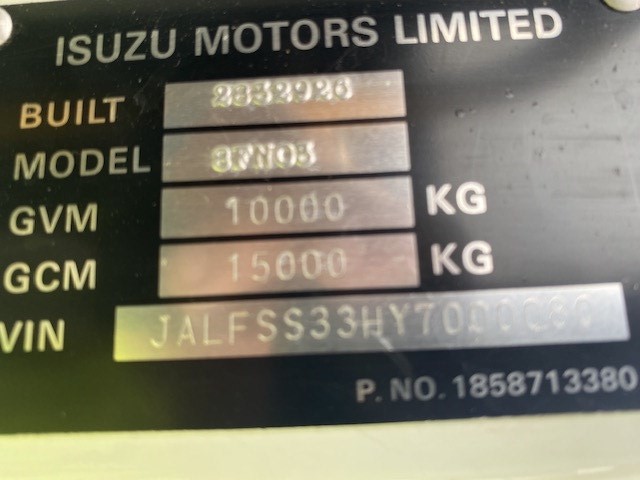 ISUZU MOTORS LIMITED
BUILT
MODEL
GVM 10000 KG
GCM 15000 KG
VIN
P. NO. 1858713380